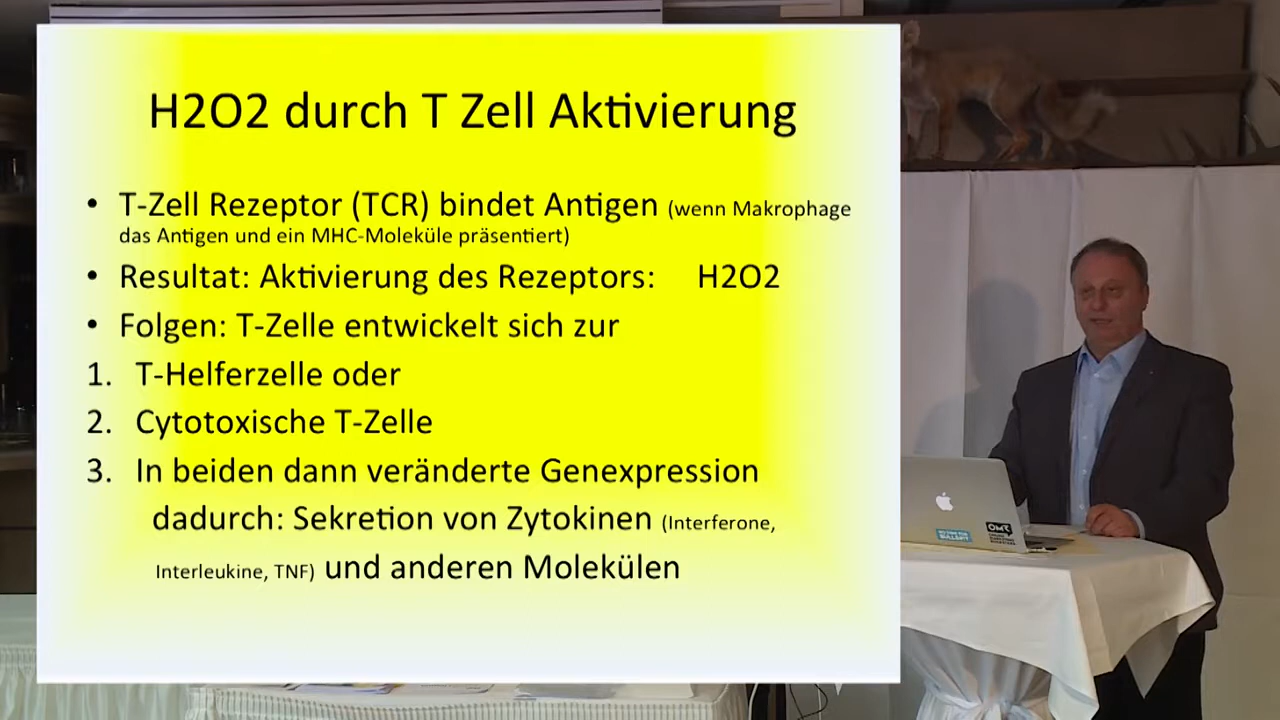 H2O2 durch T Zell Aktivierung
• T-Zell Rezeptor (TCR) bindet Antigen (wenn Makrophage
das Antigen und ein MHC-Moleküle präsentiert)
• Resultat: Aktivierung des Rezeptors: H2O2
• Folgen: T-Zelle entwickelt sich zur
1. T-Helferzelle oder
2. Cytotoxische T-Zelle
3. In beiden dann veränderte Genexpression
dadurch: Sekretion von Zytokinen (Interferone,
Interleukine, TNF) und anderen Molekülen